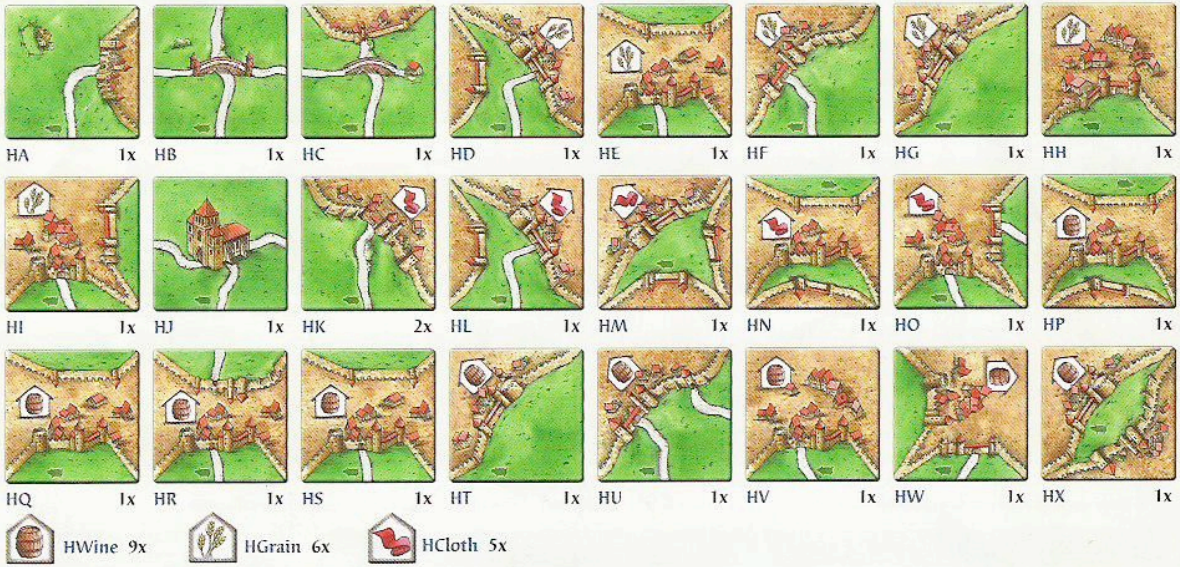 HA 1x HB 1x HC 1x HD 1x HE 1x HF 1x HG 1x HH 1x
HI 1x HJ 1x HK 2x HL 1x HM 1x HN 1x HO 1x HP 1x
HQ 1x HR 1x HS 1x HT 1x HU 1x HV 1x HW 1x HX 1x
HWine 9x HGrain 6x HCloth 5x